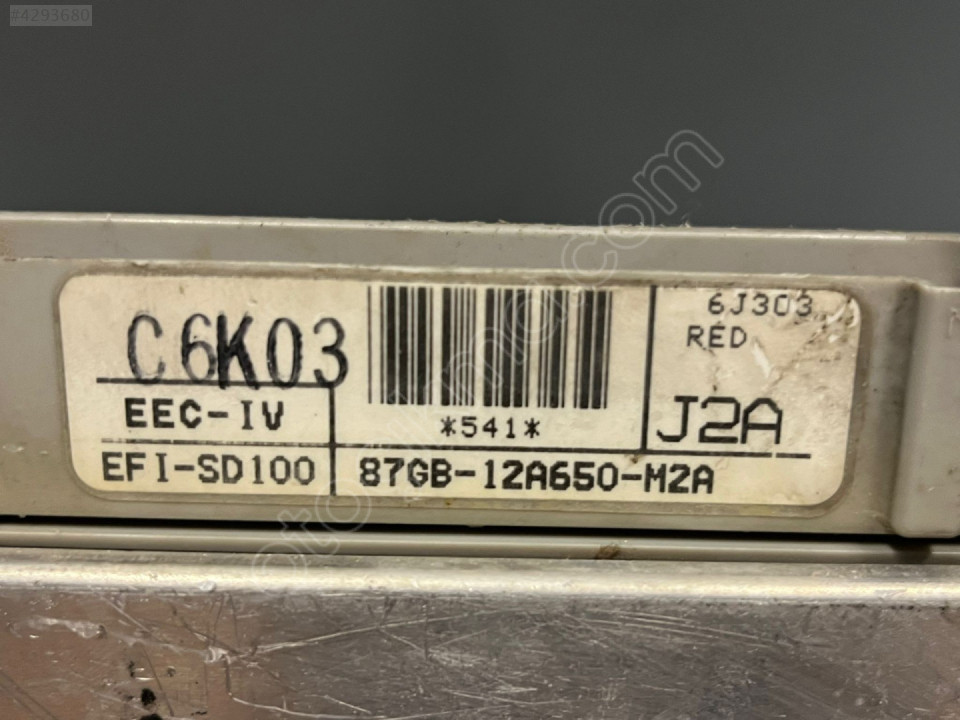 #4293680
C6K03
EEC-IV
EFI-SD100
*541*
87GB-12A650-M2A
6J303
RED
J2A